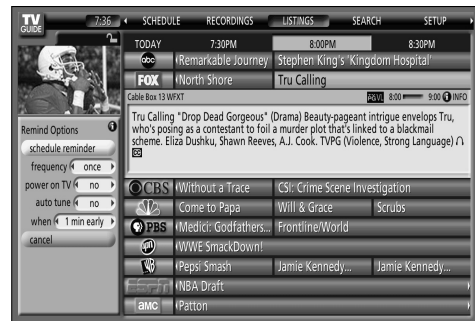 TV GUIDE 7:36 SCHEDULE RECORDINGS LISTINGS SEARCH SETUP
TODAY 7:30PM 8:00PM 8:30PM
abc Remarkable Journey Stephen King's 'Kingdom Hospital'
FOX North Shore Tru Calling
Cable Box 13 WFXT 8:00 9:00 INFO
Tru Calling "Drop Dead Gorgeous" (Drama) Beauty-pageant intrigue envelops Tru,
who's posing as a contestant to foil a murder plot that's linked to a blackmail
scheme. Eliza Dushku, Shawn Reeves, A.J. Cook. TVPG (Violence, Strong Language)
CC
Remind Options
schedule reminder
frequency once
power on TV no
auto tune no
when 1 min early
cancel
CBS Without a Trace CSI: Crime Scene Investigation
Come to Papa Will & Grace Scrubs
PBS Medici: Godfathers... Frontline/World
UPN WWE SmackDown!
WB Pepsi Smash Jamie Kennedy... Jamie Kennedy...
ESPN NBA Draft
amc Patton